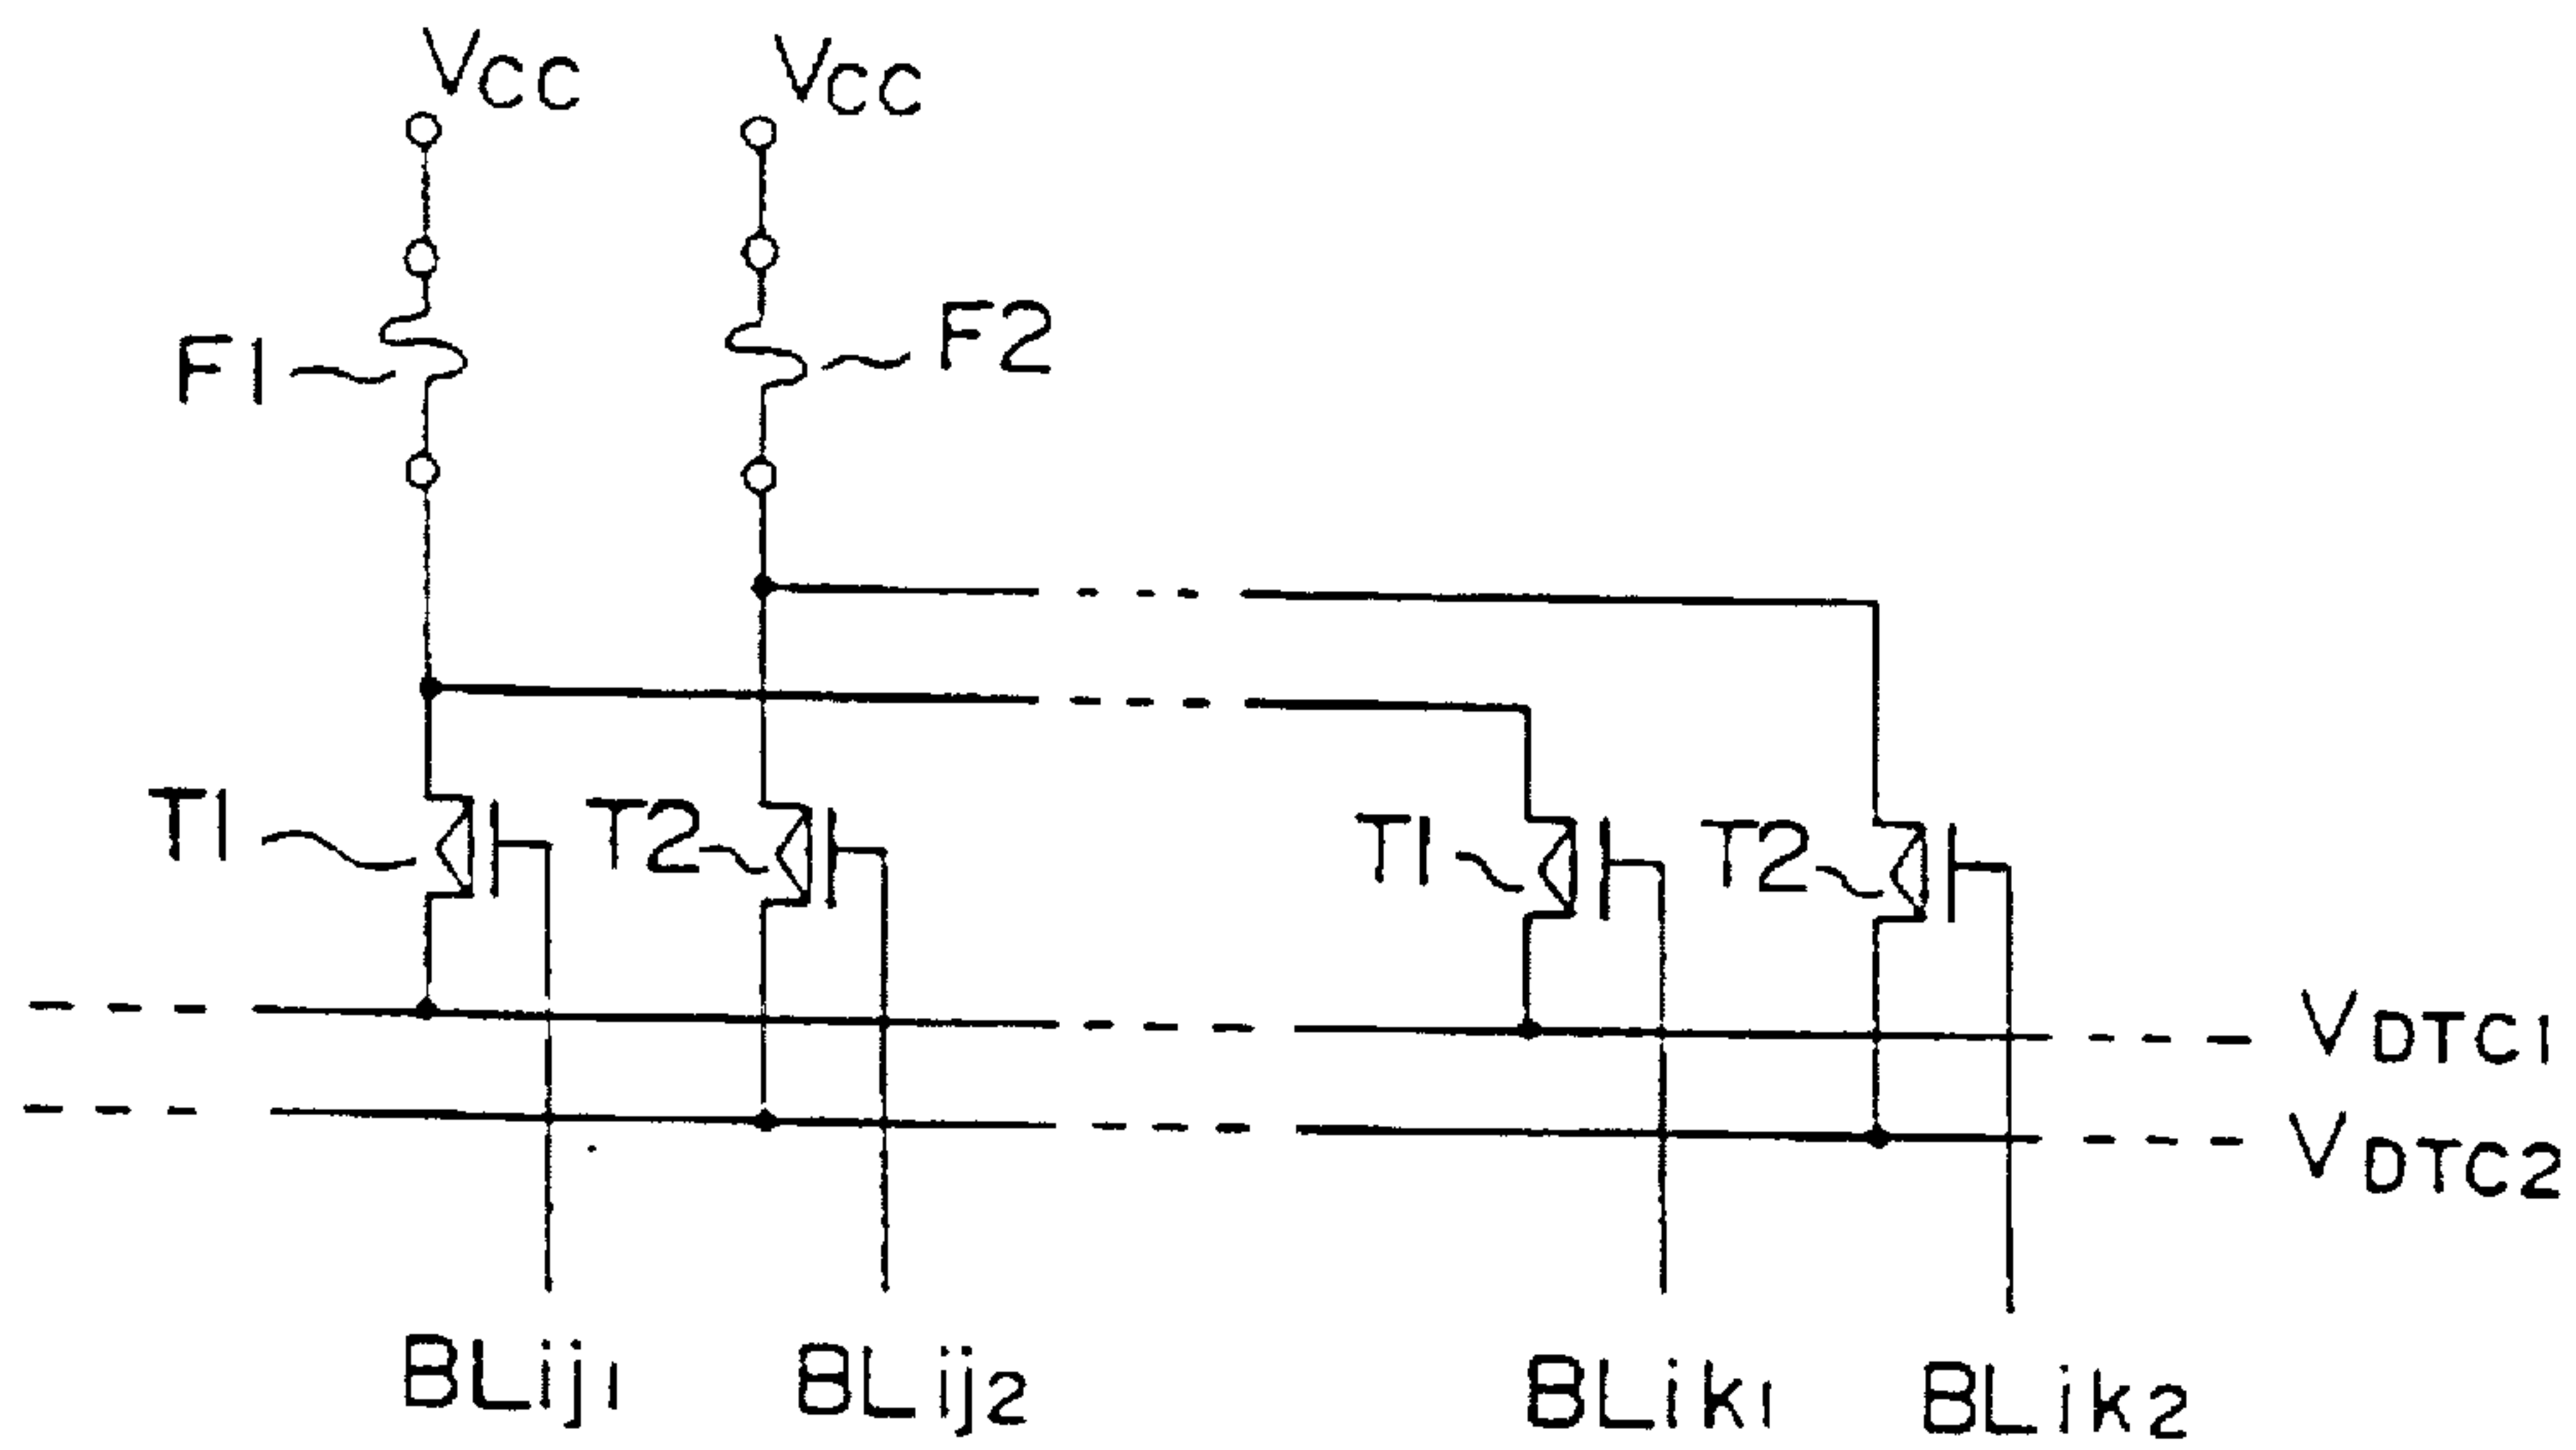 VCC VCC
F1 F2
T1 T2 T1 T2
VDTC1
VDTC2
BLij1 BLij2 BLik1 BLik2